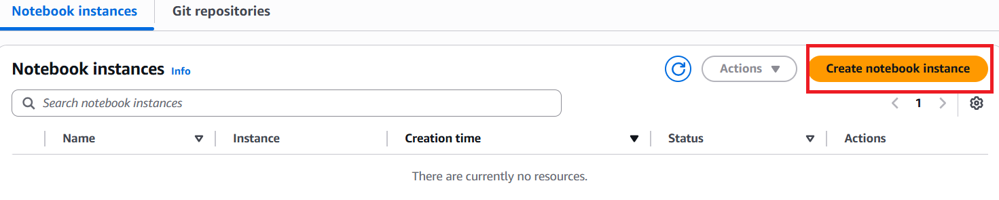 Notebook instances Git repositories
Notebook instances Info Actions Create notebook instance
Search notebook instances 1
Name Instance Creation time Status Actions
There are currently no resources.